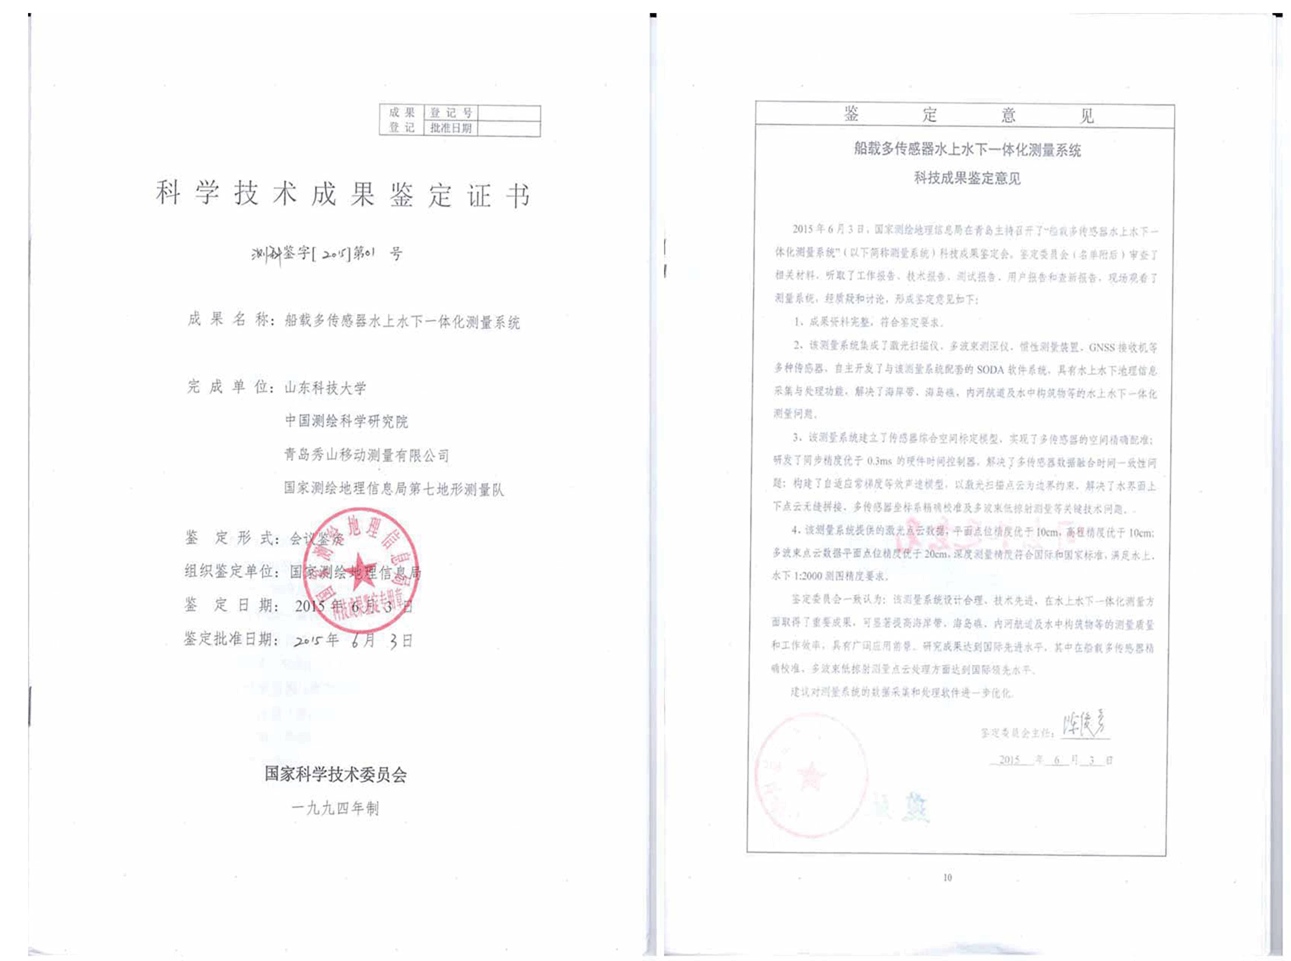 成果 登记号
登记 批准日期
科学技术成果鉴定证书
测科鉴字[2015]第01号
成果名称：船载多传感器水上水下一体化测量系统
完成单位：山东科技大学
中国测绘科学研究院
青岛秀山移动测量有限公司
国家测绘地理信息局第七地形测量队
鉴定形式：会议鉴定
组织鉴定单位：国家测绘地理信息局
鉴定日期：2015年6月3日
鉴定批准日期：2015年6月3日
国家测绘地理信息局
科技成果鉴定专用章
国家科学技术委员会
一九九四年制
鉴定意见
船载多传感器水上水下一体化测量系统
科技成果鉴定意见
2015年6月3日，国家测绘地理信息局在青岛主持召开了“船载多传感器水上水下一
体化测量系统”（以下简称测量系统）科技成果鉴定会。鉴定委员会（名单附后）审查了
相关材料，听取了工作报告、技术报告、测试报告、用户报告和查新报告，现场观看了
测量系统，经质疑和讨论，形成鉴定意见如下：
1、成果资料完整，符合鉴定要求。
2、该测量系统集成了激光扫描仪、多波束测深仪、惯性测量装置、GNSS接收机等
多种传感器，自主开发了与该测量系统配套的SODA软件系统，具有水上水下地理信息
采集与处理功能，解决了海岸带、海岛礁、内河航道及水中构筑物等的水上水下一体化
测量问题。
3、该测量系统建立了传感器综合空间标定模型，实现了多传感器的空间精确配准；
研发了同步精度优于0.3ms的硬件时间控制器，解决了多传感器数据融合时间一致性问
题；构建了自适应常梯度等效声速模型，以激光扫描点云为边界约束，解决了水界面上
下点云无缝拼接、多传感器坐标系精确校准及多波束低掠射测量等关键技术问题。
4、该测量系统提供的激光点云数据，平面点位精度优于10cm，高程精度优于10cm；
多波束点云数据平面点位精度优于20cm，深度测量精度符合国际和国家标准，满足水上、
水下1:2000测图精度要求。
鉴定委员会一致认为：该测量系统设计合理、技术先进，在水上水下一体化测量方
面取得了重要成果，可显著提高海岸带、海岛礁、内河航道及水中构筑物等的测量质量
和工作效率，具有广阔应用前景。研究成果达到国际先进水平，其中在船载多传感器精
确校准、多波束低掠射测量点云处理方面达到国际领先水平。
建议对测量系统的数据采集和处理软件进一步优化。
鉴定委员会主任：陈俊勇
2015年6月3日
10